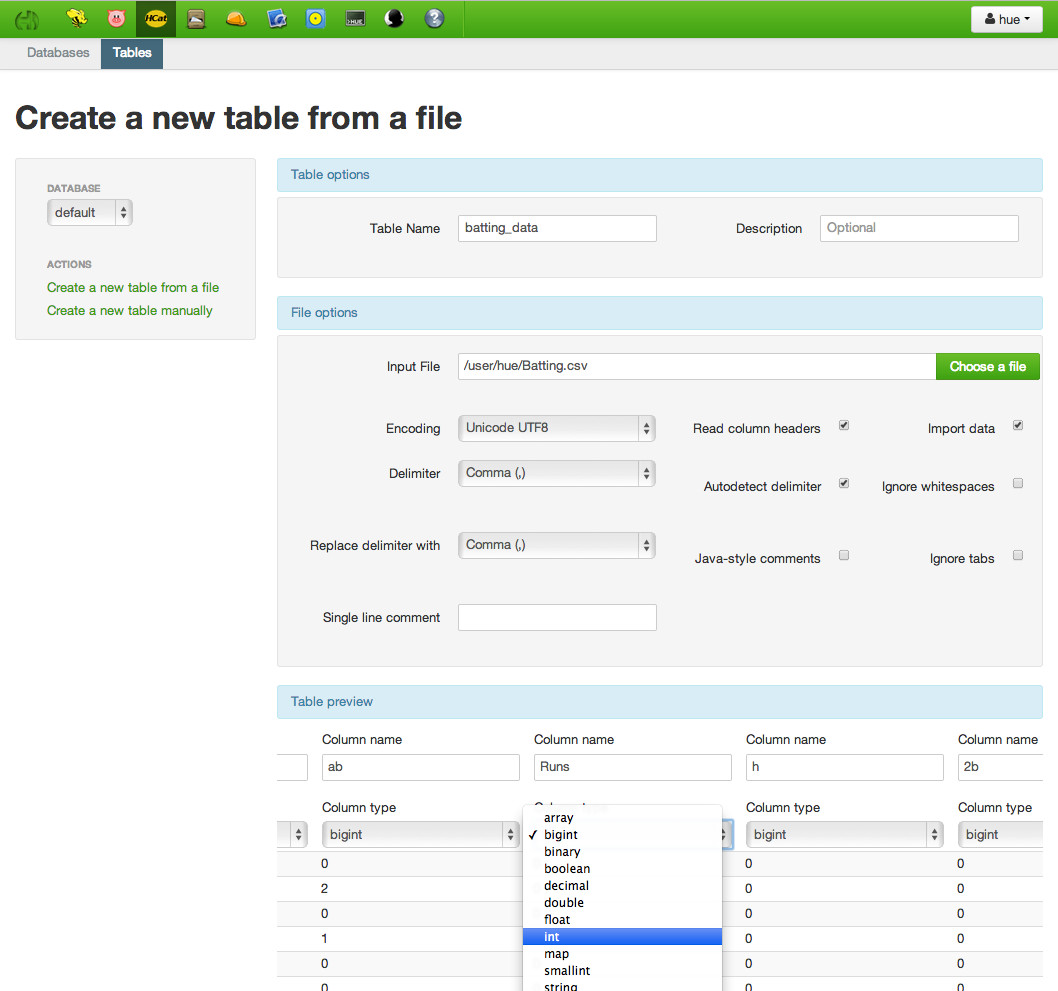 HCat HUE hue
Databases Tables
Create a new table from a file
DATABASE
default
ACTIONS
Create a new table from a file
Create a new table manually
Table options
Table Name batting_data Description Optional
File options
Input File /user/hue/Batting.csv Choose a file
Encoding Unicode UTF8 Read column headers Import data
Delimiter Comma (,)
Autodetect delimiter Ignore whitespaces
Replace delimiter with Comma (,)
Java-style comments Ignore tabs
Single line comment
Table preview
Column name Column name Column name Column name
ab Runs h 2b
Column type Column type Column type
array
bigint ✓ bigint bigint bigint
binary
0 0 0
boolean
2 decimal 0 0
double
0 0 0
float
1 int 0 0
map
0 0 0
smallint
0 string 0 0